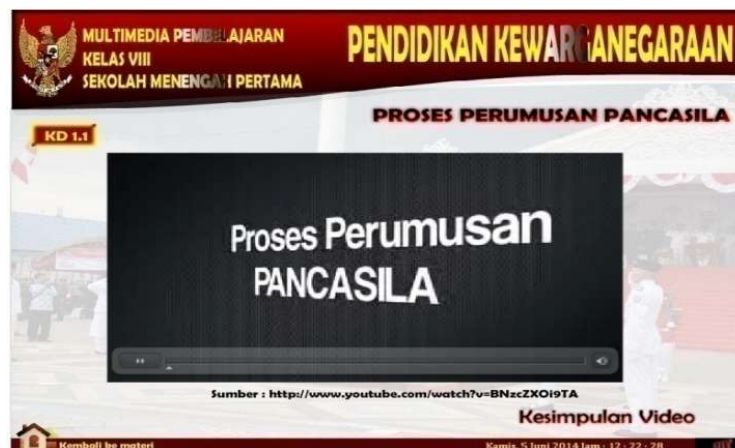 MULTIMEDIA PEMBELAJARAN
KELAS VIII
SEKOLAH MENENGAH PERTAMA
PENDIDIKAN KEWARGANEGARAAN
PROSES PERUMUSAN PANCASILA
KD 1.1
Proses Perumusan
PANCASILA
Sumber : http://www.youtube.com/watch?v=BNzcZXOi9TA
Kesimpulan Video
Kembali ke materi
Kamis, 5 Juni 2014 Jam : 12 : 22 : 28